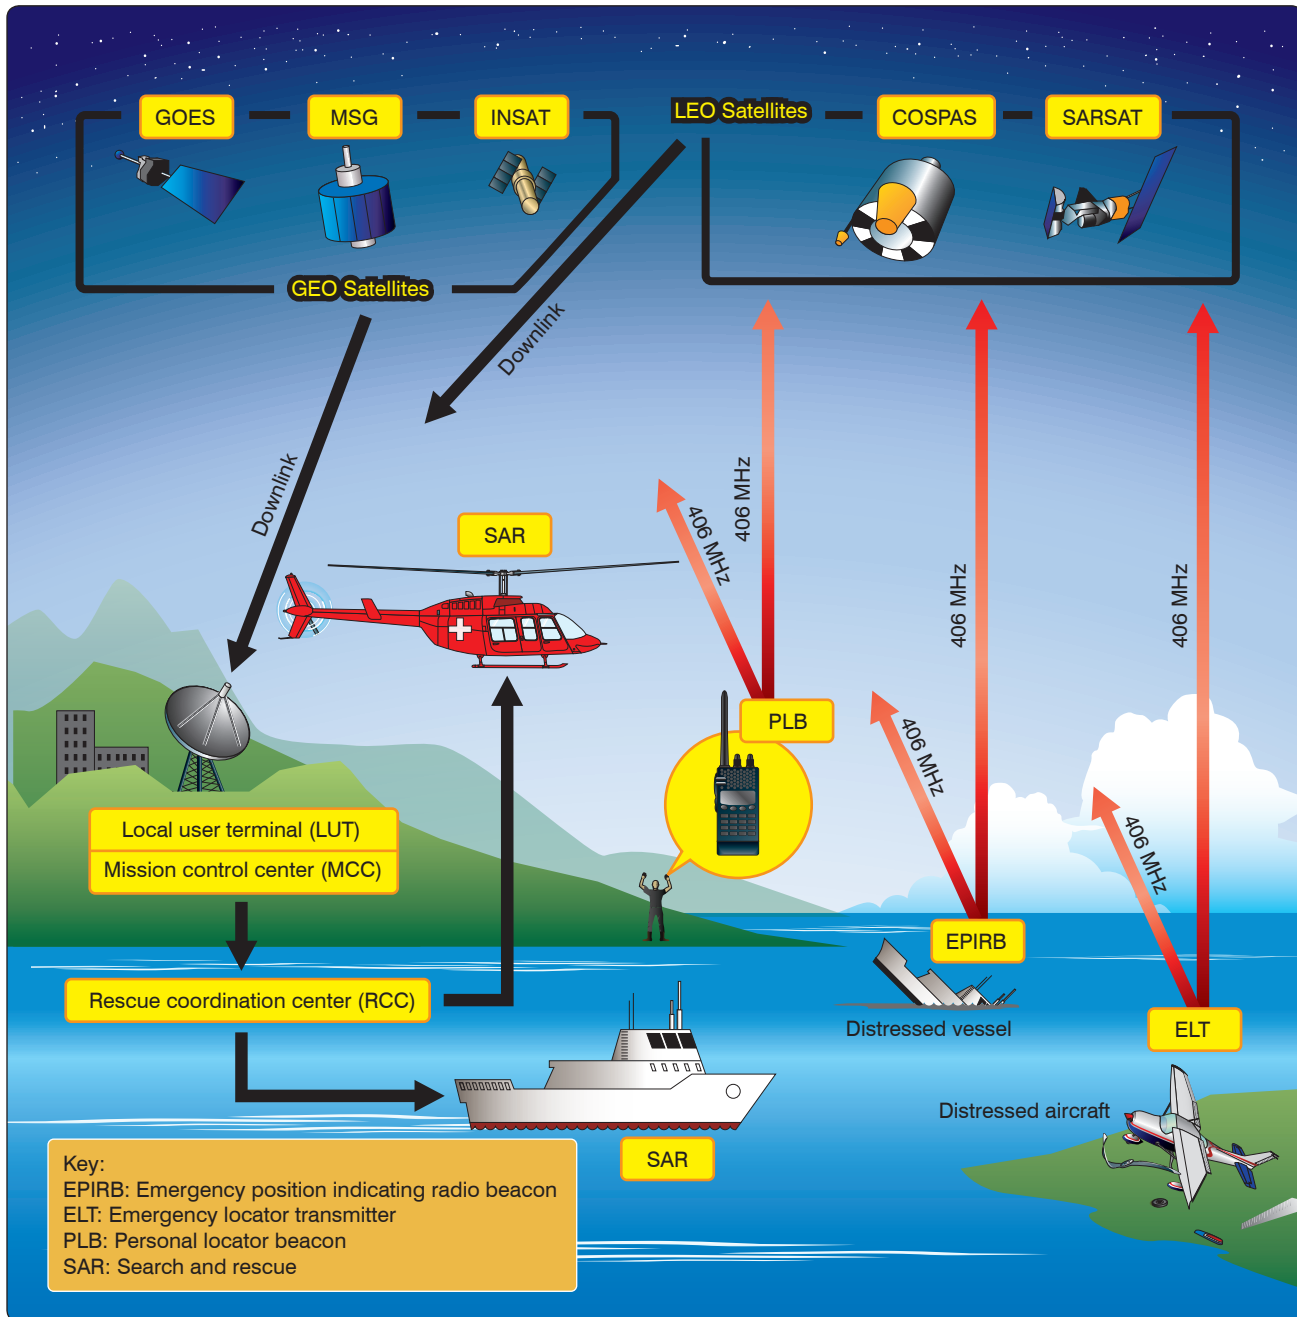 GOES
MSG
INSAT
LEO Satellites
COSPAS
SARSAT
GEO Satellites
Downlink
Downlink
SAR
406 MHz
406 MHz
406 MHz
406 MHz
406 MHz
406 MHz
PLB
Local user terminal (LUT)
Mission control center (MCC)
EPIRB
Rescue coordination center (RCC)
Distressed vessel
ELT
Distressed aircraft
SAR
Key:
EPIRB: Emergency position indicating radio beacon
ELT: Emergency locator transmitter
PLB: Personal locator beacon
SAR: Search and rescue